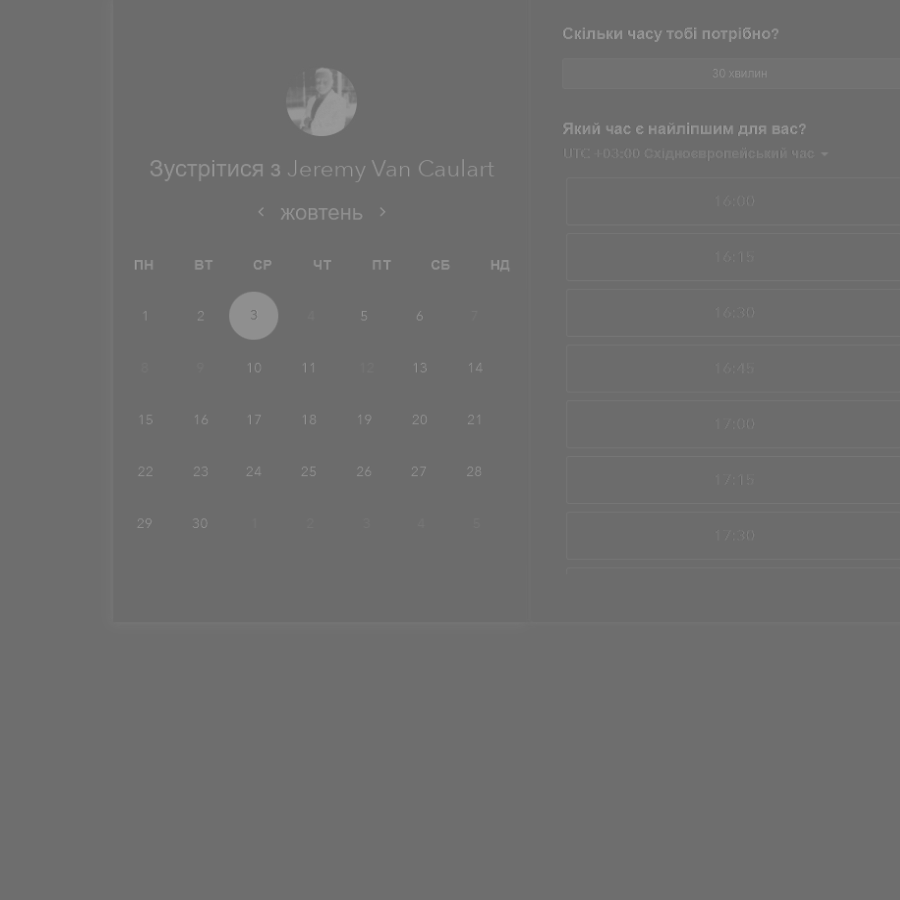 Скільки часу тобі потрібно?
30 хвилин
Який час є найліпшим для вас?
UTC +03:00 Східноєвропейський час
Зустрітися з Jeremy Van Caulart
жовтень
ПН ВТ СР ЧТ ПТ СБ НД
1 2 3 4 5 6 7
8 9 10 11 12 13 14
15 16 17 18 19 20 21
22 23 24 25 26 27 28
29 30 1 2 3 4 5
16:00
16:15
16:30
16:45
17:00
17:15
17:30